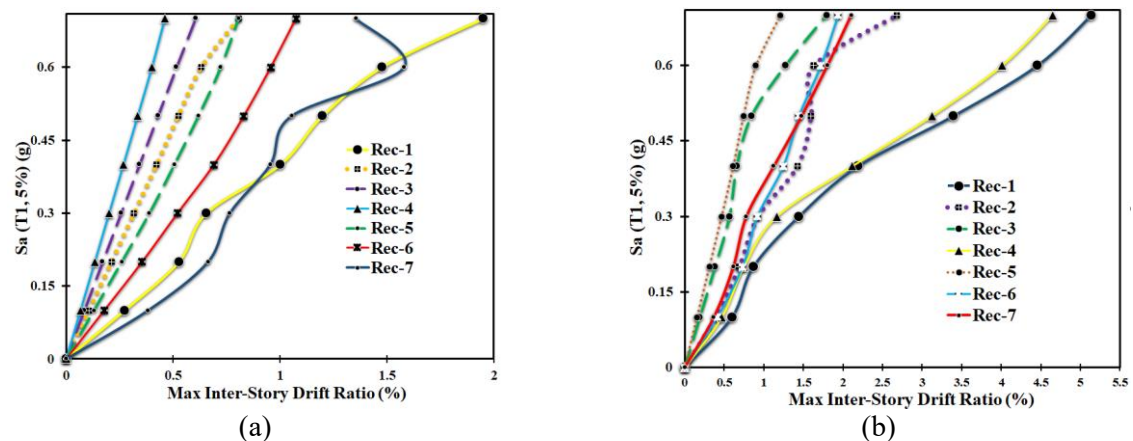 Sa (T1, 5%) (g)
0.6
0.45
0.3
0.15
0
0
0.5
1
1.5
2
Max Inter-Story Drift Ratio (%)
Rec-1
Rec-2
Rec-3
Rec-4
Rec-5
Rec-6
Rec-7
(a)
Sa (T1, 5%) (g)
0.6
0.45
0.3
0.15
0
0
0.5
1
1.5
2
2.5
3
3.5
4
4.5
5
5.5
Max Inter-Story Drift Ratio (%)
Rec-1
Rec-2
Rec-3
Rec-4
Rec-5
Rec-6
Rec-7
(b)